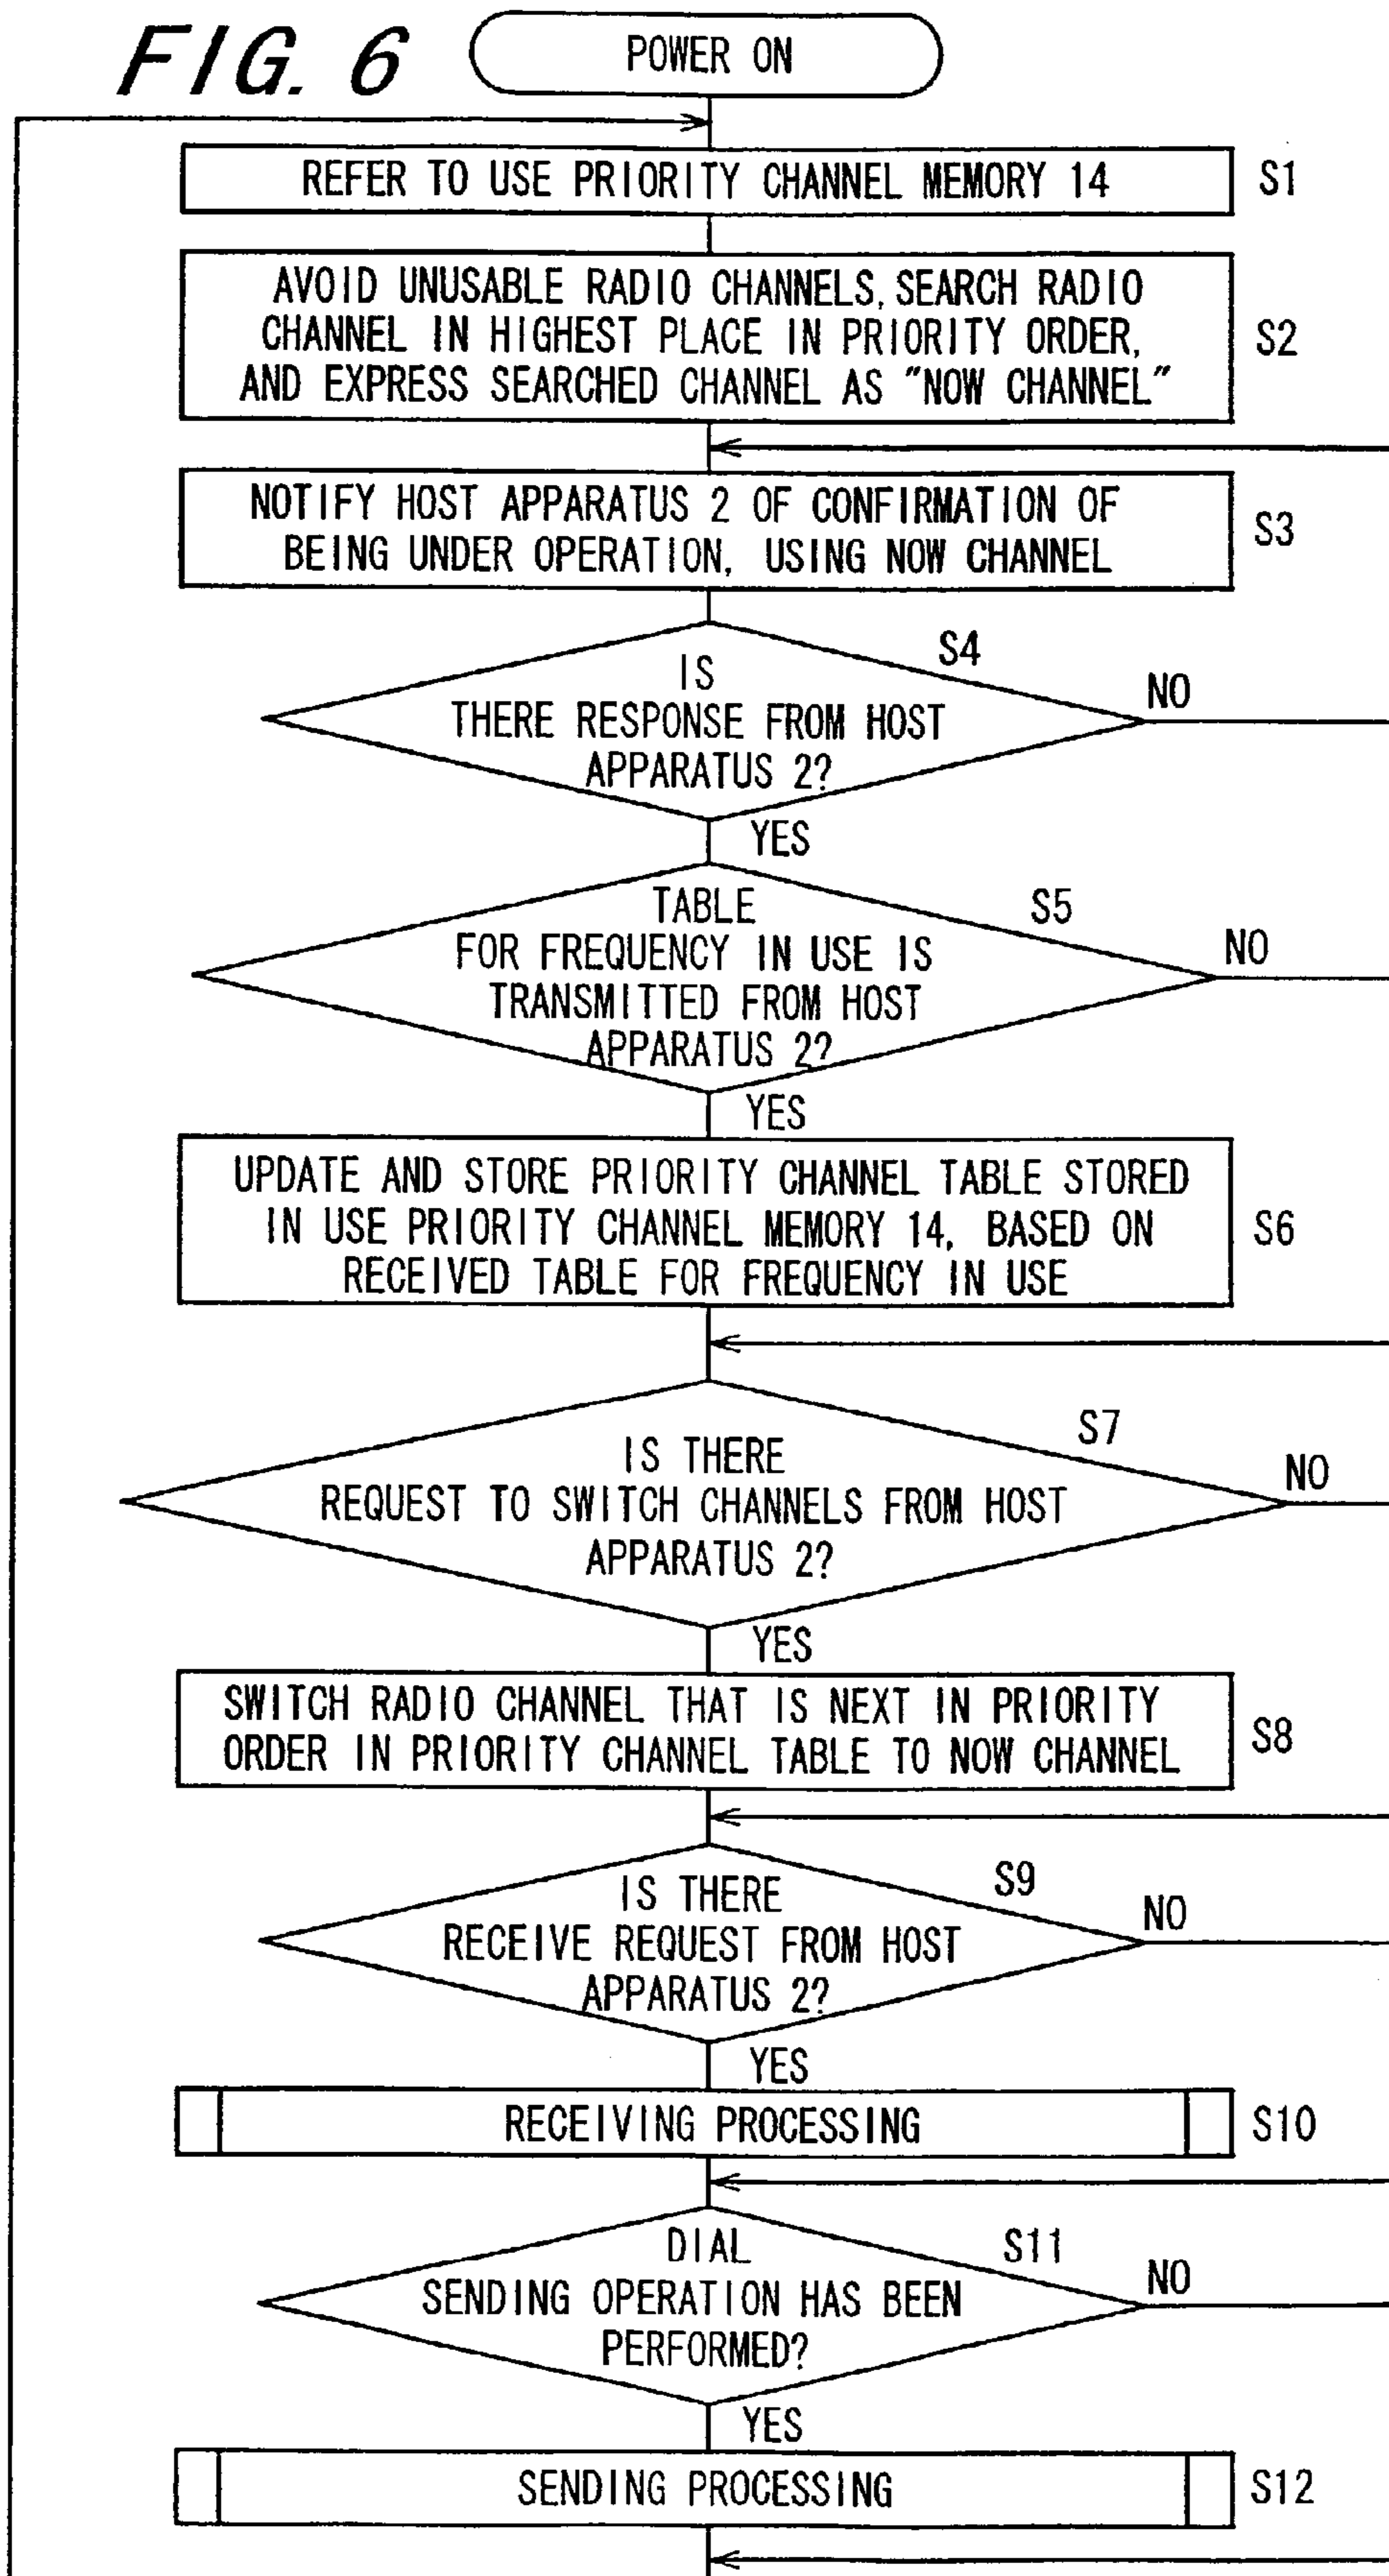 FIG. 6
POWER ON
REFER TO USE PRIORITY CHANNEL MEMORY 14
S1
AVOID UNUSABLE RADIO CHANNELS, SEARCH RADIO
CHANNEL IN HIGHEST PLACE IN PRIORITY ORDER,
AND EXPRESS SEARCHED CHANNEL AS "NOW CHANNEL"
S2
NOTIFY HOST APPARATUS 2 OF CONFIRMATION OF
BEING UNDER OPERATION, USING NOW CHANNEL
S3
S4
IS
THERE RESPONSE FROM HOST
APPARATUS 2?
NO
YES
S5
TABLE
FOR FREQUENCY IN USE IS
TRANSMITTED FROM HOST
APPARATUS 2?
NO
YES
UPDATE AND STORE PRIORITY CHANNEL TABLE STORED
IN USE PRIORITY CHANNEL MEMORY 14, BASED ON
RECEIVED TABLE FOR FREQUENCY IN USE
S6
S7
IS THERE
REQUEST TO SWITCH CHANNELS FROM HOST
APPARATUS 2?
NO
YES
SWITCH RADIO CHANNEL THAT IS NEXT IN PRIORITY
ORDER IN PRIORITY CHANNEL TABLE TO NOW CHANNEL
S8
S9
IS THERE
RECEIVE REQUEST FROM HOST
APPARATUS 2?
NO
YES
RECEIVING PROCESSING
S10
S11
DIAL
SENDING OPERATION HAS BEEN
PERFORMED?
NO
YES
SENDING PROCESSING
S12